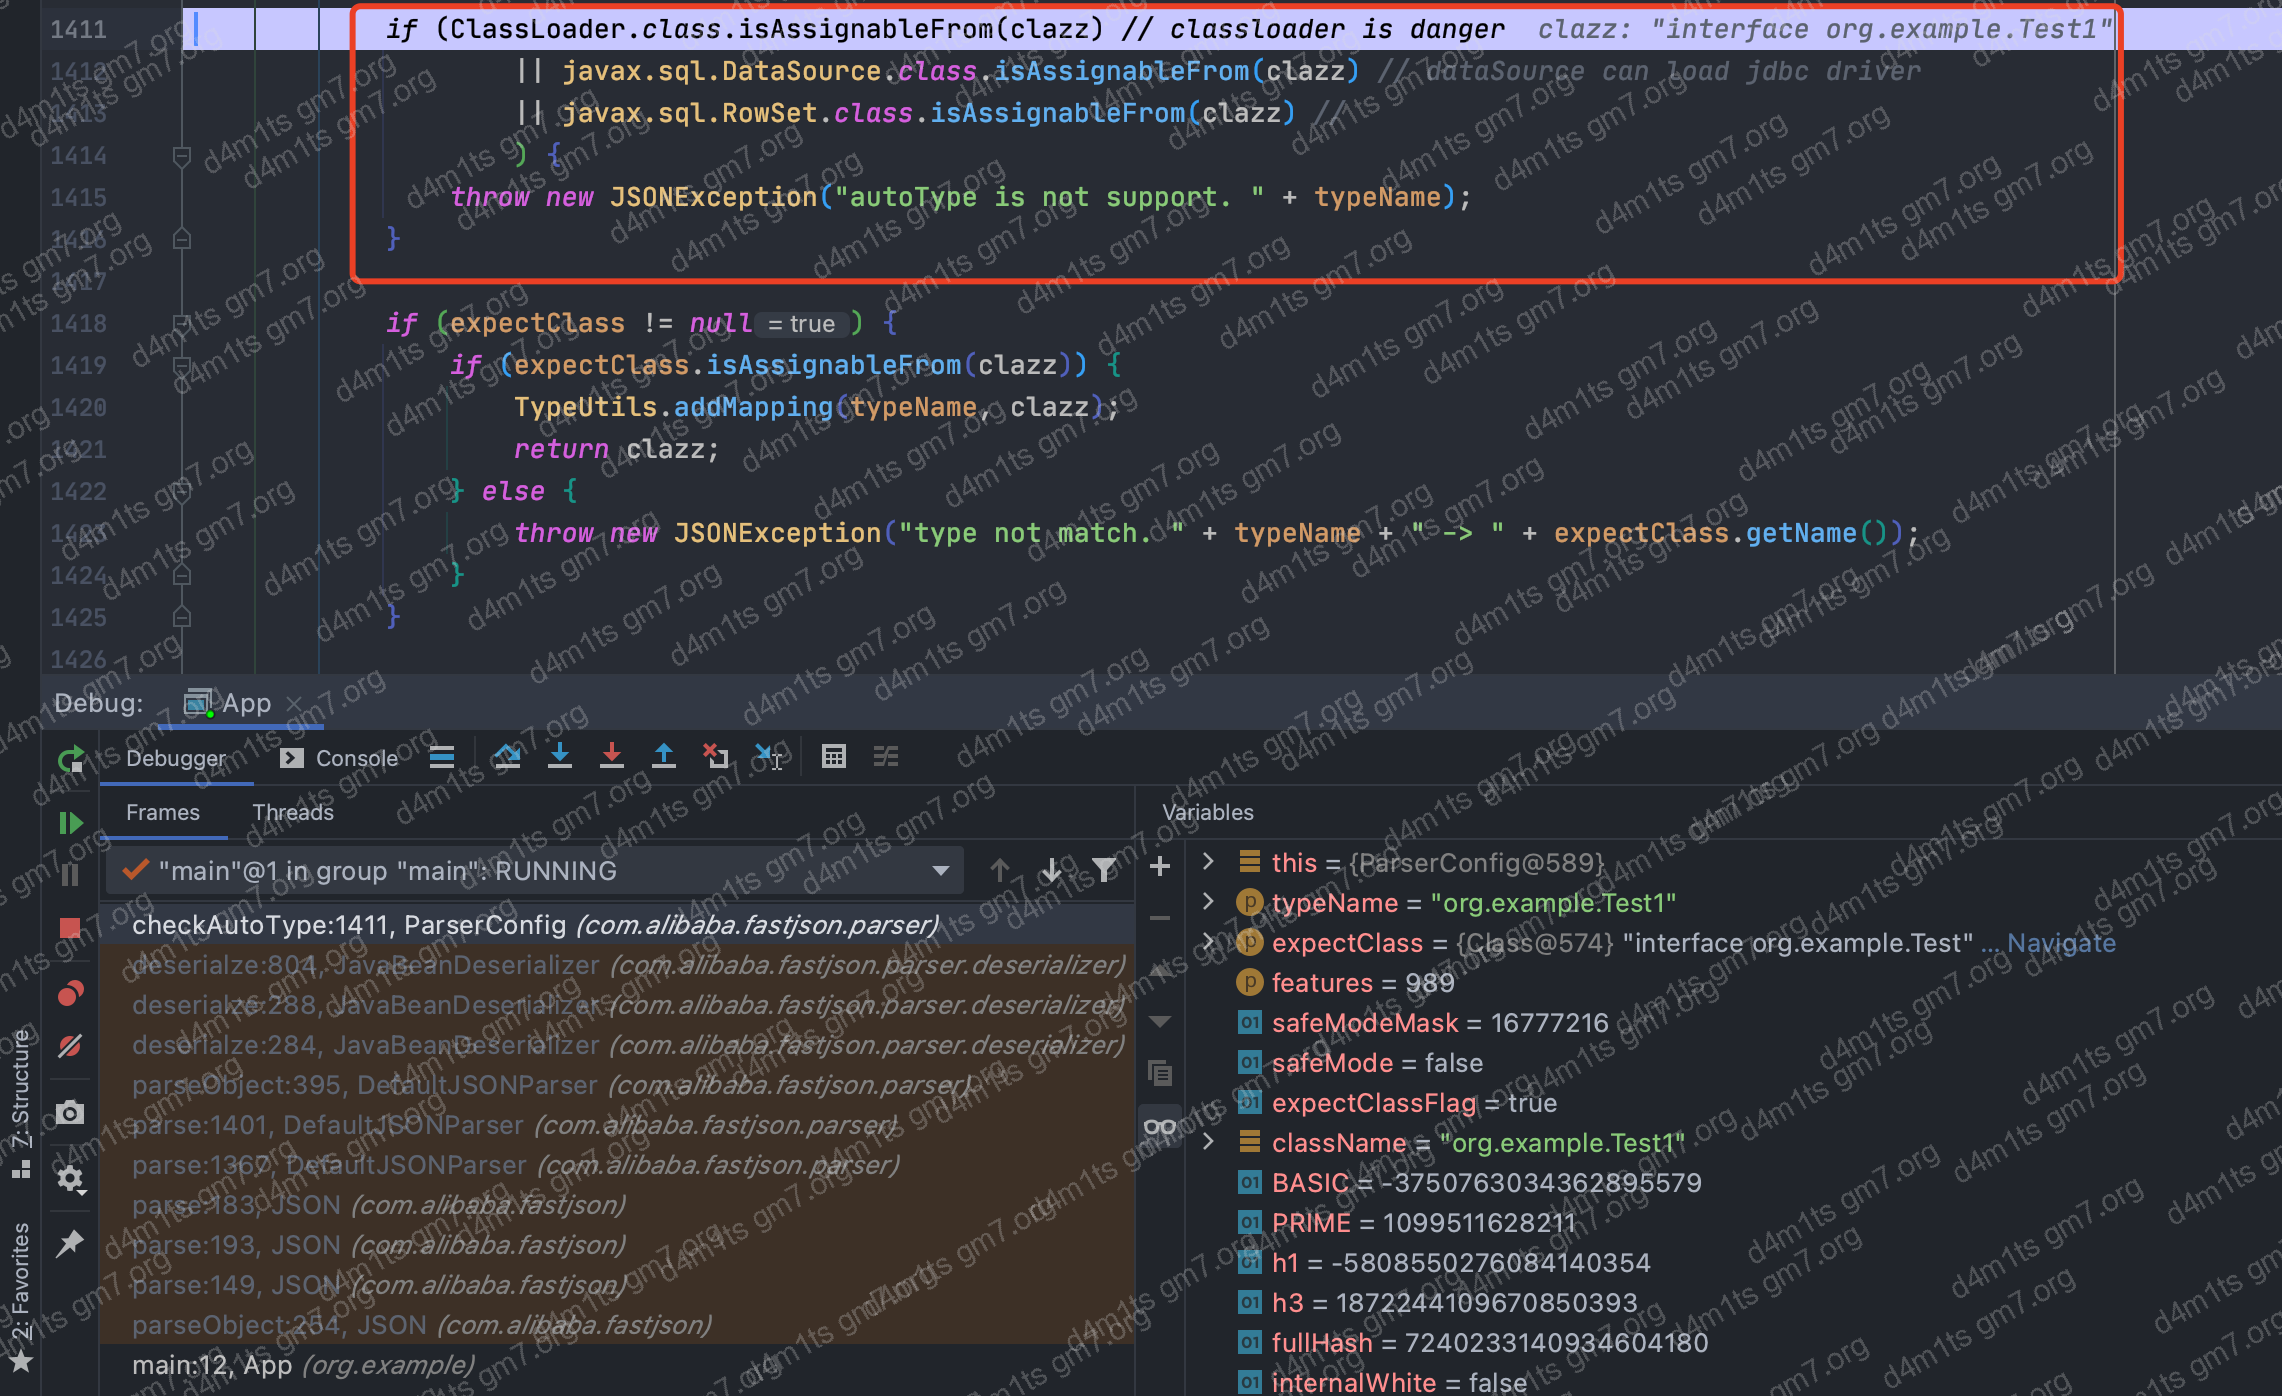 1411 if (ClassLoader.class.isAssignableFrom(clazz) // classloader is danger clazz: "interface org.example.Test1"
1412 || javax.sql.DataSource.class.isAssignableFrom(clazz) // dataSource can load jdbc driver
1413 || javax.sql.RowSet.class.isAssignableFrom(clazz) //
1414 ) {
1415 throw new JSONException("autoType is not support. " + typeName);
1416 }
1417
1418 if (expectClass != null = true ) {
1419 if (expectClass.isAssignableFrom(clazz)) {
1420 TypeUtils.addMapping(typeName, clazz);
1421 return clazz;
1422 } else {
1423 throw new JSONException("type not match. " + typeName + " -> " + expectClass.getName());
1424 }
1425 }
1426
Debug: App
Debugger Console
Frames Threads
Variables
"main"@1 in group "main": RUNNING
checkAutoType:1411, ParserConfig (com.alibaba.fastjson.parser)
deserialze:804, JavaBeanDeserializer (com.alibaba.fastjson.parser.deserializer)
deserialze:288, JavaBeanDeserializer (com.alibaba.fastjson.parser.deserializer)
deserialze:284, JavaBeanDeserializer (com.alibaba.fastjson.parser.deserializer)
parseObject:395, DefaultJSONParser (com.alibaba.fastjson.parser)
parse:1401, DefaultJSONParser (com.alibaba.fastjson.parser)
parse:1367, DefaultJSONParser (com.alibaba.fastjson.parser)
parse:183, JSON (com.alibaba.fastjson)
parse:193, JSON (com.alibaba.fastjson)
parse:149, JSON (com.alibaba.fastjson)
parseObject:254, JSON (com.alibaba.fastjson)
main:12, App (org.example)
this = {ParserConfig@589}
typeName = "org.example.Test1"
expectClass = {Class@574} "interface org.example.Test" ... Navigate
features = 989
safeModeMask = 16777216
safeMode = false
expectClassFlag = true
className = "org.example.Test1"
BASIC = -3750763034362895579
PRIME = 1099511628211
h1 = -5808550276084140354
h3 = 1872244109670850393
fullHash = 7240233140934604180
internalWhite = false
7: Structure
2: Favorites
d4m1ts gm7.org